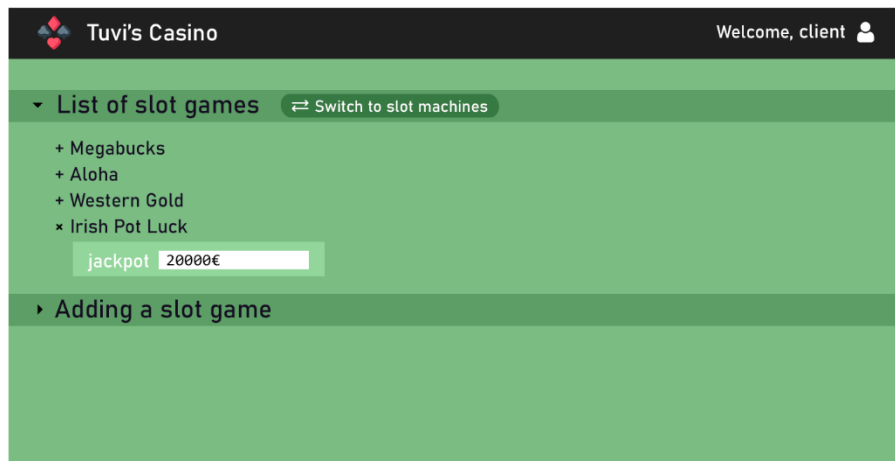 Tuvi's Casino
Welcome, client
List of slot games
Switch to slot machines
+ Megabucks
+ Aloha
+ Western Gold
× Irish Pot Luck
jackpot 20000€
Adding a slot game